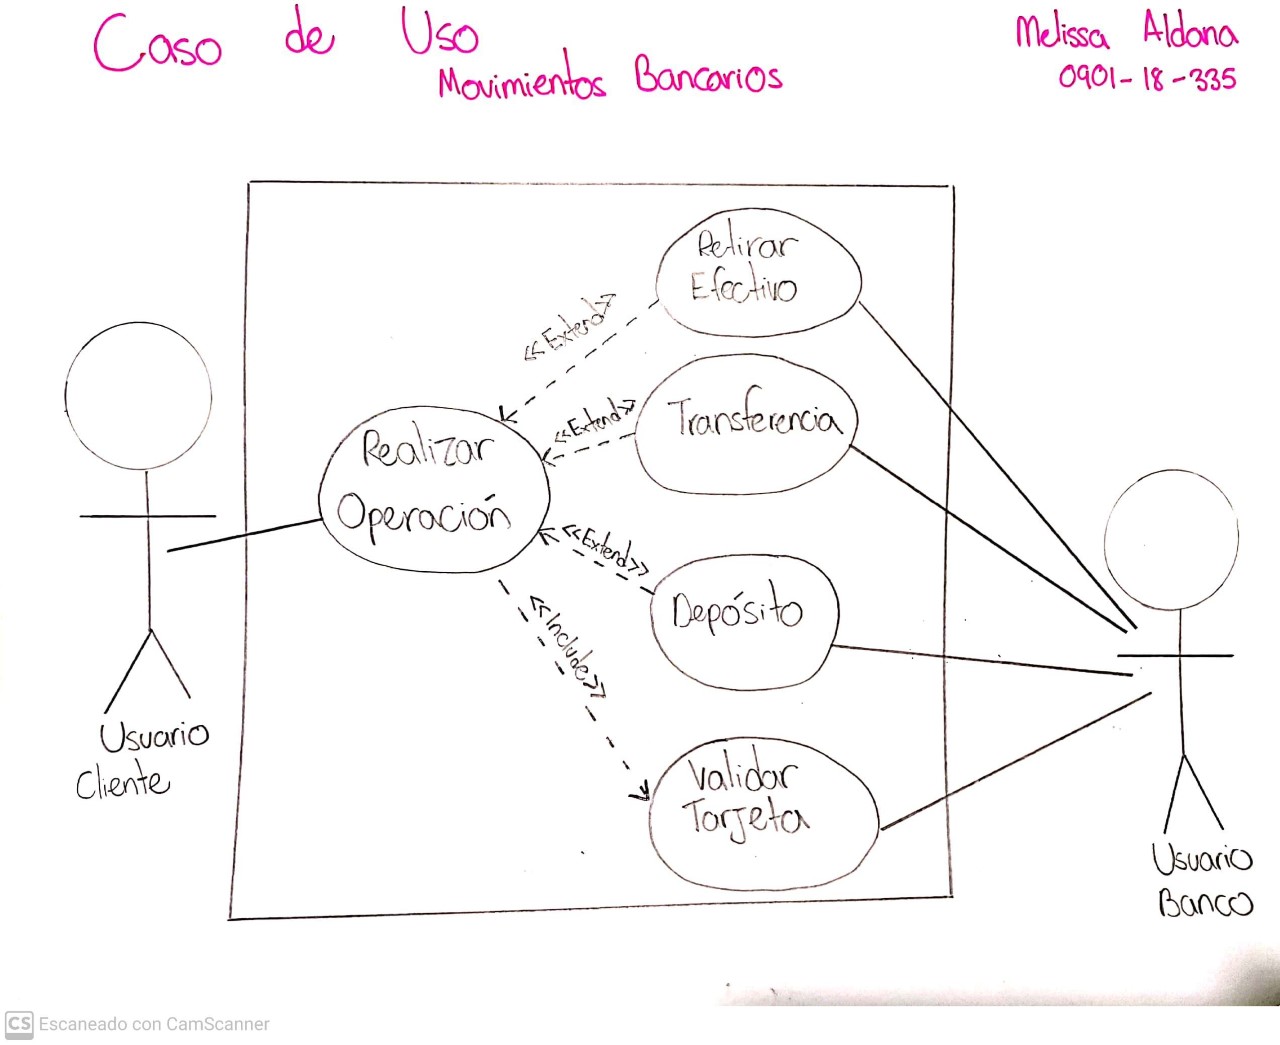 Caso de Uso
Movimientos Bancarios
Melissa Aldana
0901-18-335
Retirar
Efectivo
<<Extend>>
Transferencia
<<Extend>>
Realizar
Operación
<<Extend>>
Depósito
<<Include>>
Validar
Tarjeta
Usuario
Cliente
Usuario
Banco
CS Escaneado con CamScanner